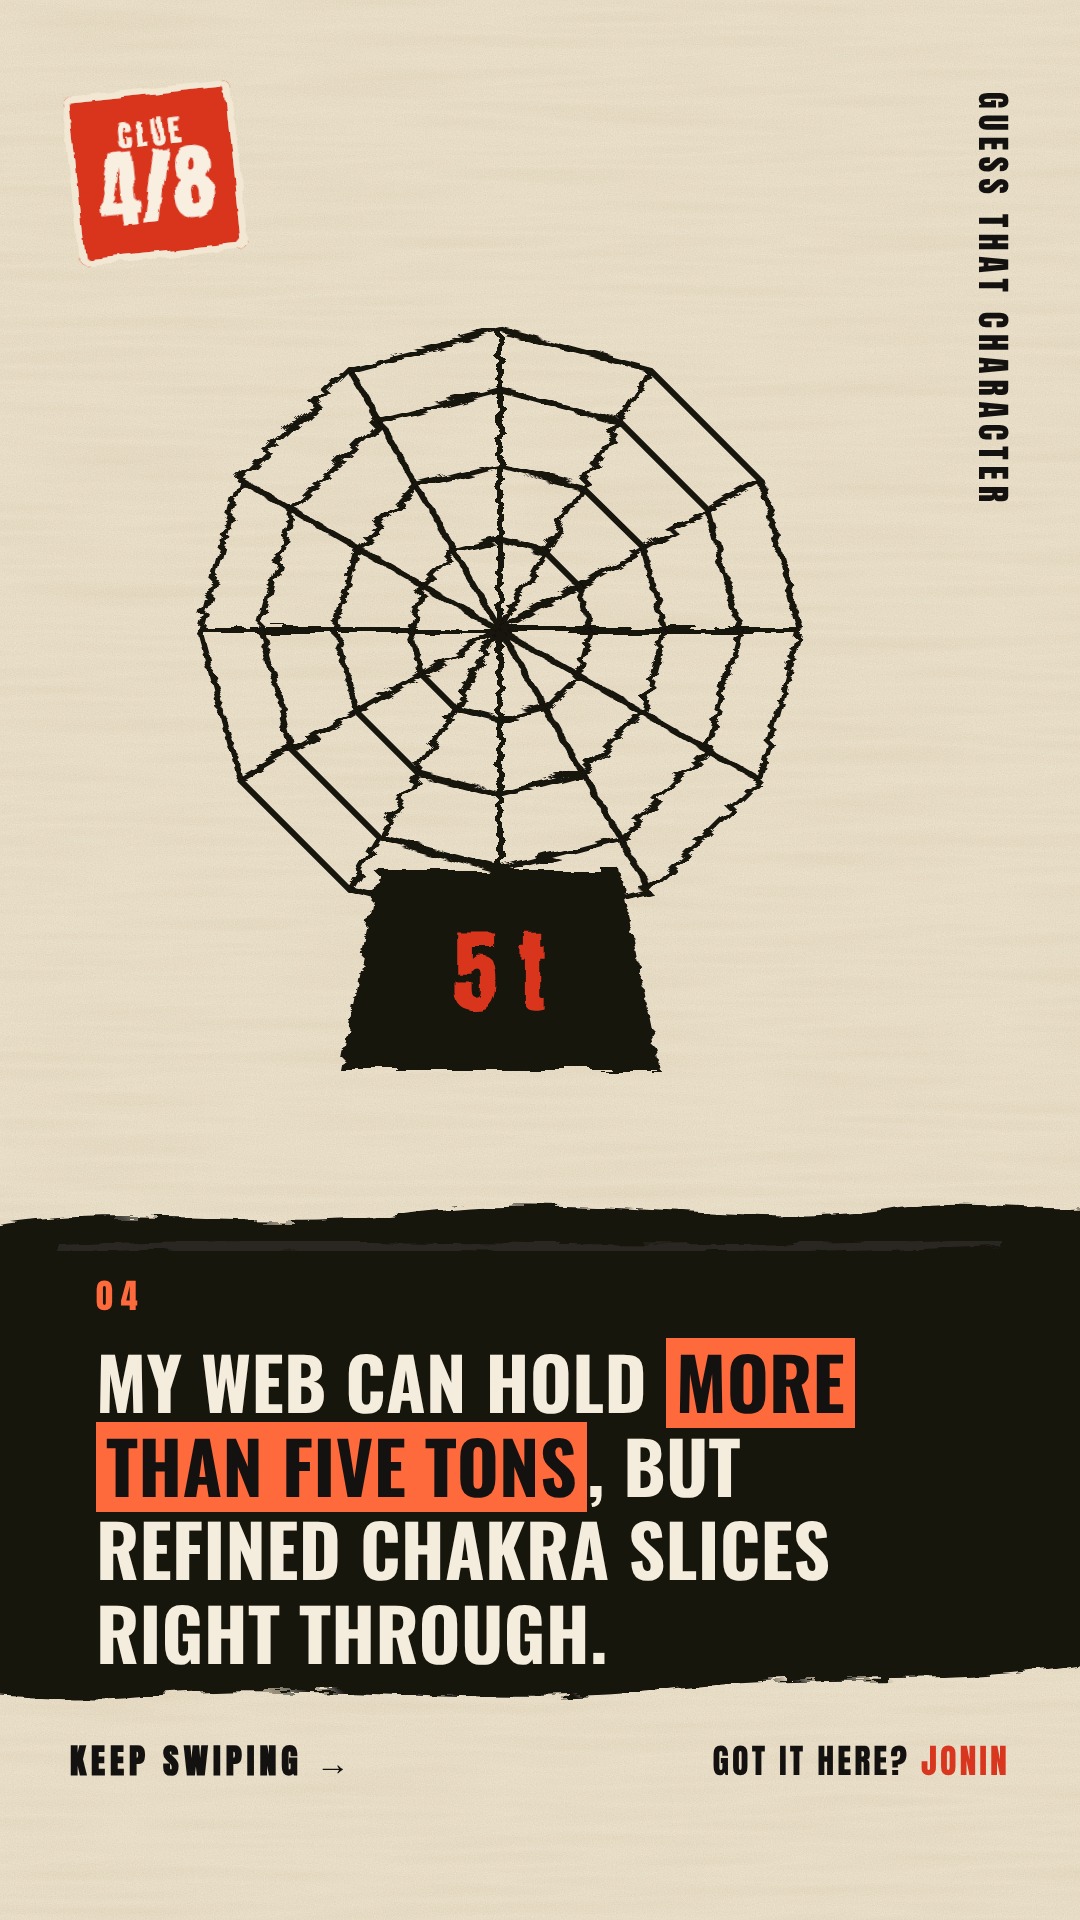 CLUE
4/8
GUESS THAT CHARACTER
5t
04
MY WEB CAN HOLD MORE
THAN FIVE TONS, BUT
REFINED CHAKRA SLICES
RIGHT THROUGH.
KEEP SWIPING →
GOT IT HERE? JONIN